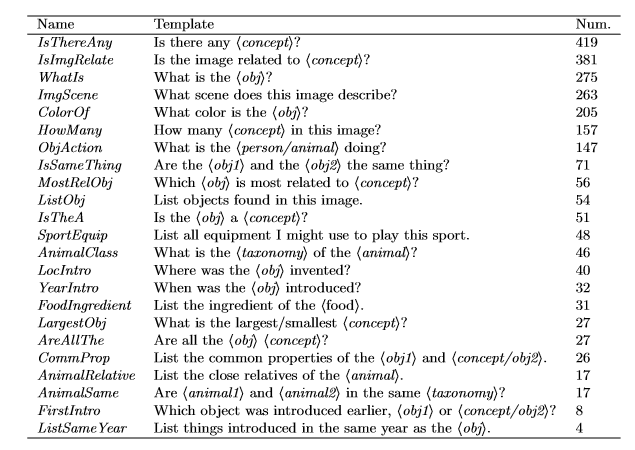 Name Template Num.
IsThereAny Is there any ⟨concept⟩? 419
IsImgRelate Is the image related to ⟨concept⟩? 381
WhatIs What is the ⟨obj⟩? 275
ImgScene What scene does this image describe? 263
ColorOf What color is the ⟨obj⟩? 205
HowMany How many ⟨concept⟩ in this image? 157
ObjAction What is the ⟨person/animal⟩ doing? 147
IsSameThing Are the ⟨obj1⟩ and the ⟨obj2⟩ the same thing? 71
MostRelObj Which ⟨obj⟩ is most related to ⟨concept⟩? 56
ListObj List objects found in this image. 54
IsTheA Is the ⟨obj⟩ a ⟨concept⟩? 51
SportEquip List all equipment I might use to play this sport. 48
AnimalClass What is the ⟨taxonomy⟩ of the ⟨animal⟩? 46
LocIntro Where was the ⟨obj⟩ invented? 40
YearIntro When was the ⟨obj⟩ introduced? 32
FoodIngredient List the ingredient of the ⟨food⟩. 31
LargestObj What is the largest/smallest ⟨concept⟩? 27
AreAllThe Are all the ⟨obj⟩ ⟨concept⟩? 27
CommProp List the common properties of the ⟨obj1⟩ and ⟨concept/obj2⟩. 26
AnimalRelative List the close relatives of the ⟨animal⟩. 17
AnimalSame Are ⟨animal1⟩ and ⟨animal2⟩ in the same ⟨taxonomy⟩? 17
FirstIntro Which object was introduced earlier, ⟨obj1⟩ or ⟨concept/obj2⟩? 8
ListSameYear List things introduced in the same year as the ⟨obj⟩. 4